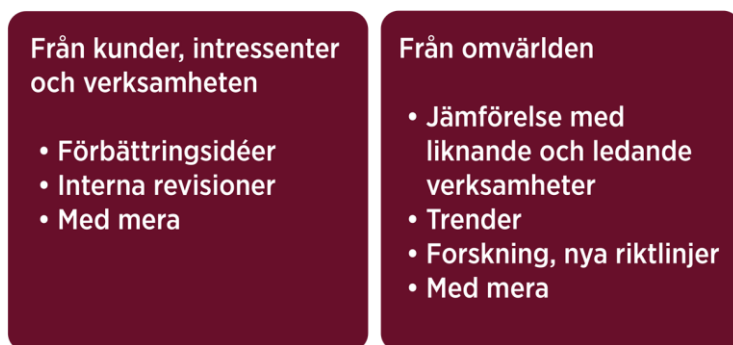 Från kunder, intressenter
och verksamheten
• Förbättringsidéer
• Interna revisioner
• Med mera
Från omvärlden
• Jämförelse med
liknande och ledande
verksamheter
• Trender
• Forskning, nya riktlinjer
• Med mera